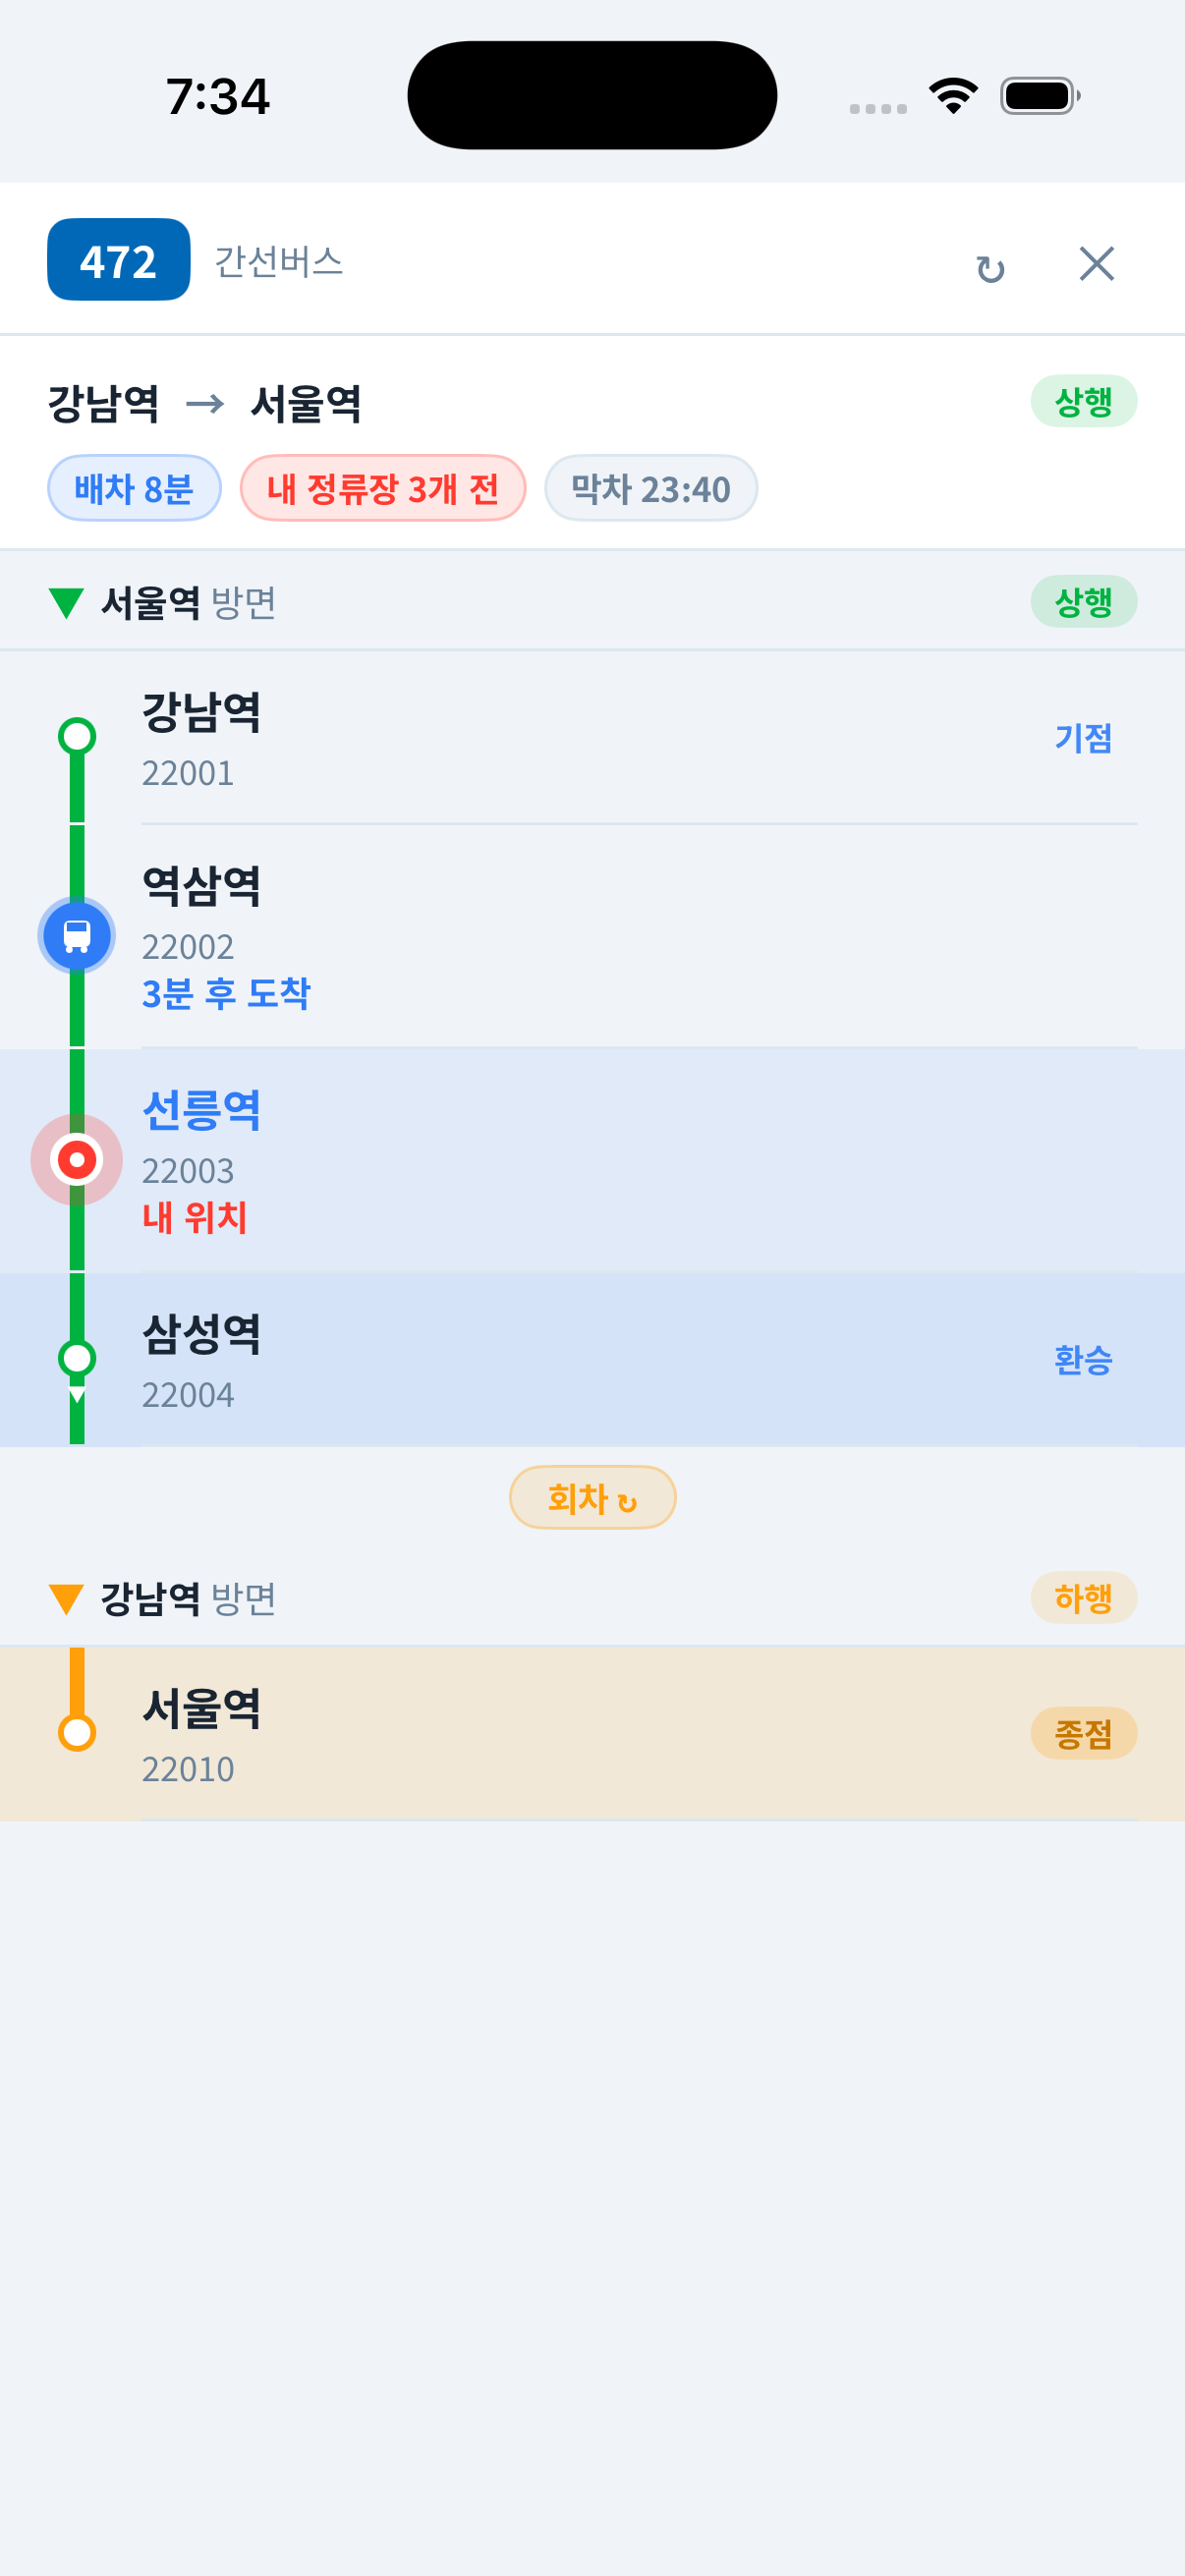 7:34
472 간선버스 ↻ ×
강남역 → 서울역 상행
배차 8분 내 정류장 3개 전 막차 23:40
▼ 서울역 방면 상행
강남역
22001
기점
역삼역
22002
3분 후 도착
선릉역
22003
내 위치
삼성역
22004
환승
회차 ↻
▼ 강남역 방면 하행
서울역
22010
종점